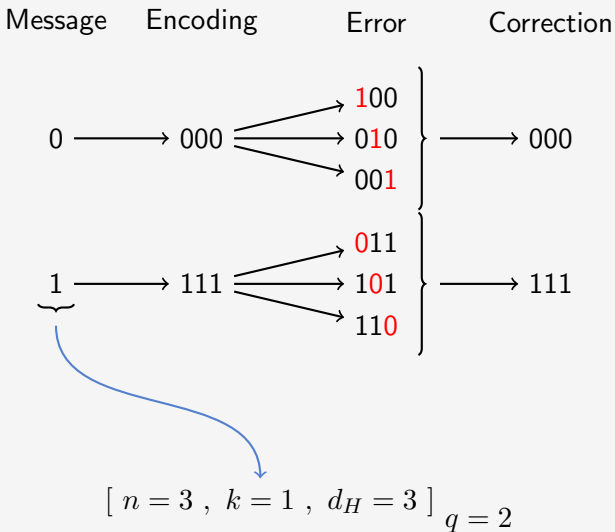 Message Encoding Error Correction
100
0 000 010 000
001
011
1 111 101 111
110
[ n = 3 , k = 1 , d_H = 3 ]_{q = 2}